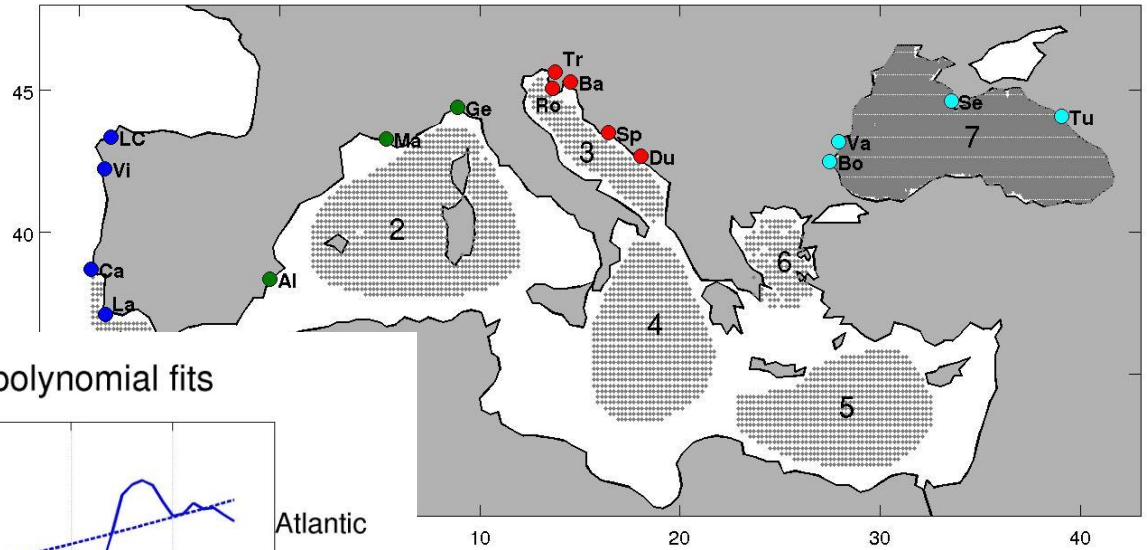 Tr
45
Ba
Ro
Ge
Se
Tu
LC
Ma
Sp
3
Du
7
Va
Bo
Vi
40
2
6
Ca
Al
La
4
polynomial fits
5
Atlantic
10
20
30
40